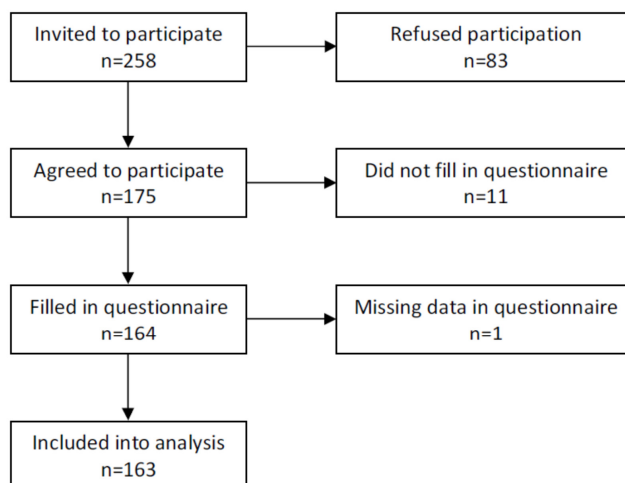 Invited to participate
n=258
Refused participation
n=83
Agreed to participate
n=175
Did not fill in questionnaire
n=11
Filled in questionnaire
n=164
Missing data in questionnaire
n=1
Included into analysis
n=163